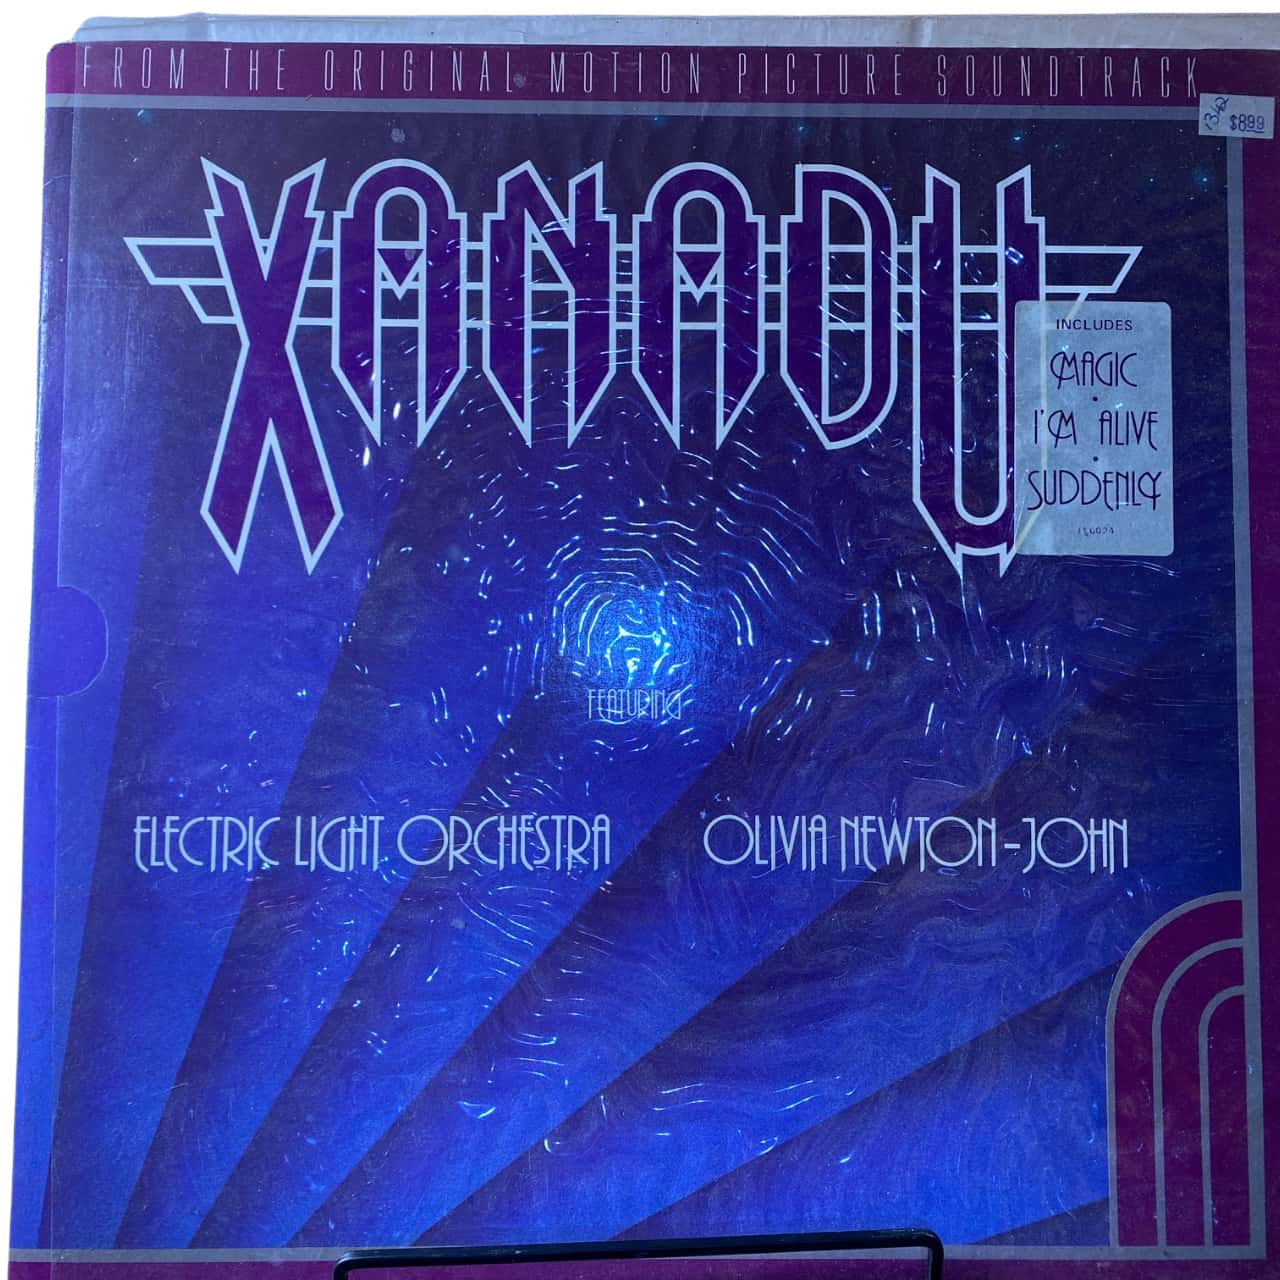 FROM THE ORIGINAL MOTION PICTURE SOUNDTRACK
$8.99
XANADU
INCLUDES
MAGIC
•
I'M ALIVE
•
SUDDENLY
FEATURING
ELECTRIC LIGHT ORCHESTRA OLIVIA NEWTON-JOHN